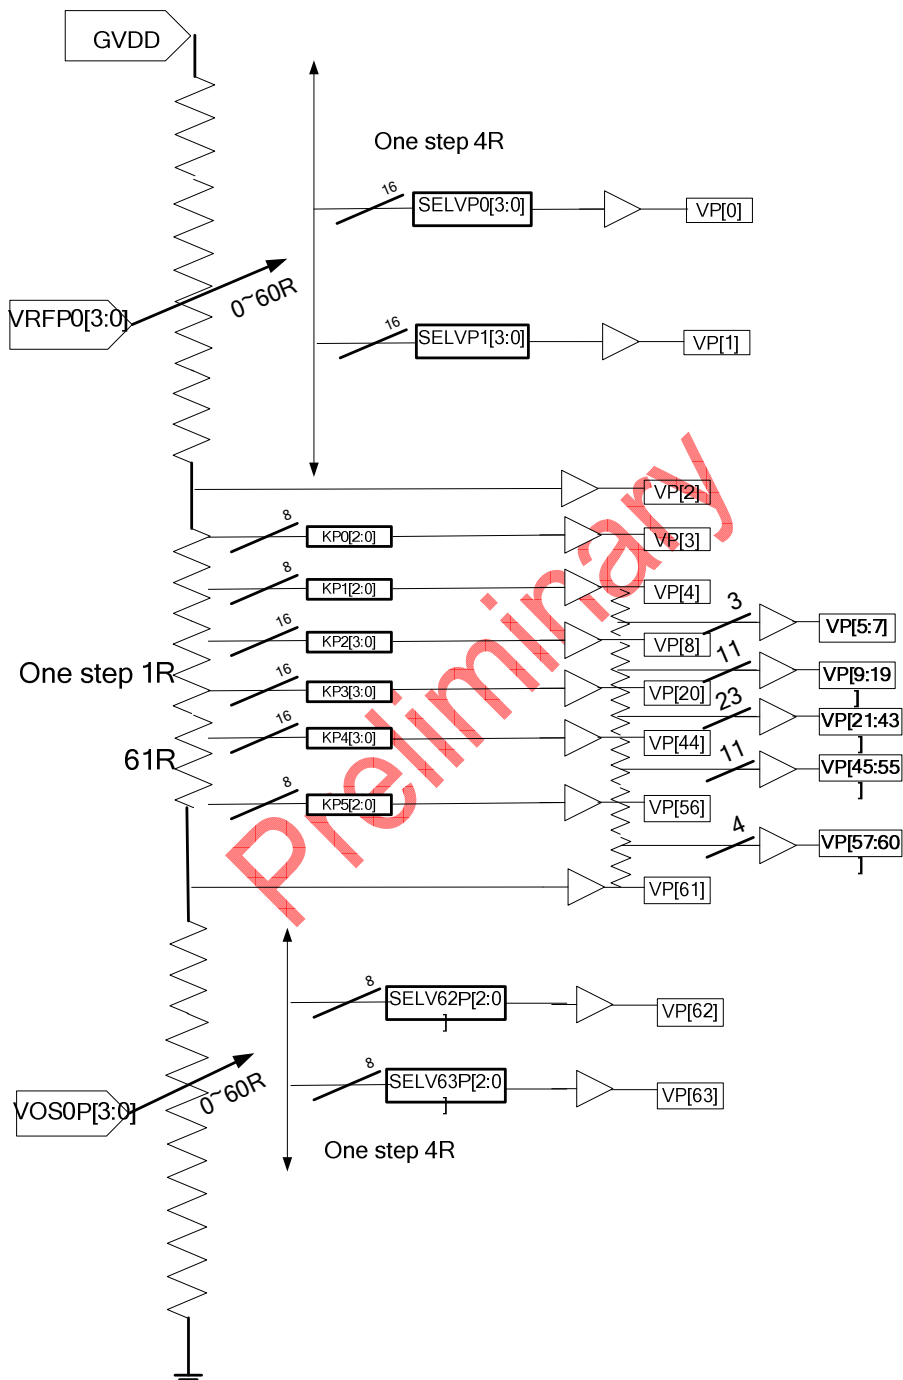 GVDD
One step 4R
16
SELVP0[3:0]
VP[0]
0~60R
VRFP0[3:0]
16
SELVP1[3:0]
VP[1]
VP[2]
8
KP0[2:0]
VP[3]
8
KP1[2:0]
VP[4]
3
VP[5:7]
16
KP2[3:0]
VP[8]
11
VP[9:19
]
One step 1R
16
KP3[3:0]
VP[20]
23
VP[21:43
]
16
KP4[3:0]
VP[44]
11
VP[45:55
]
61R
8
KP5[2:0]
VP[56]
4
VP[57:60
]
VP[61]
Preliminary
8
SELV62P[2:0
]
VP[62]
0~60R
VOS0P[3:0]
8
SELV63P[2:0
]
VP[63]
One step 4R